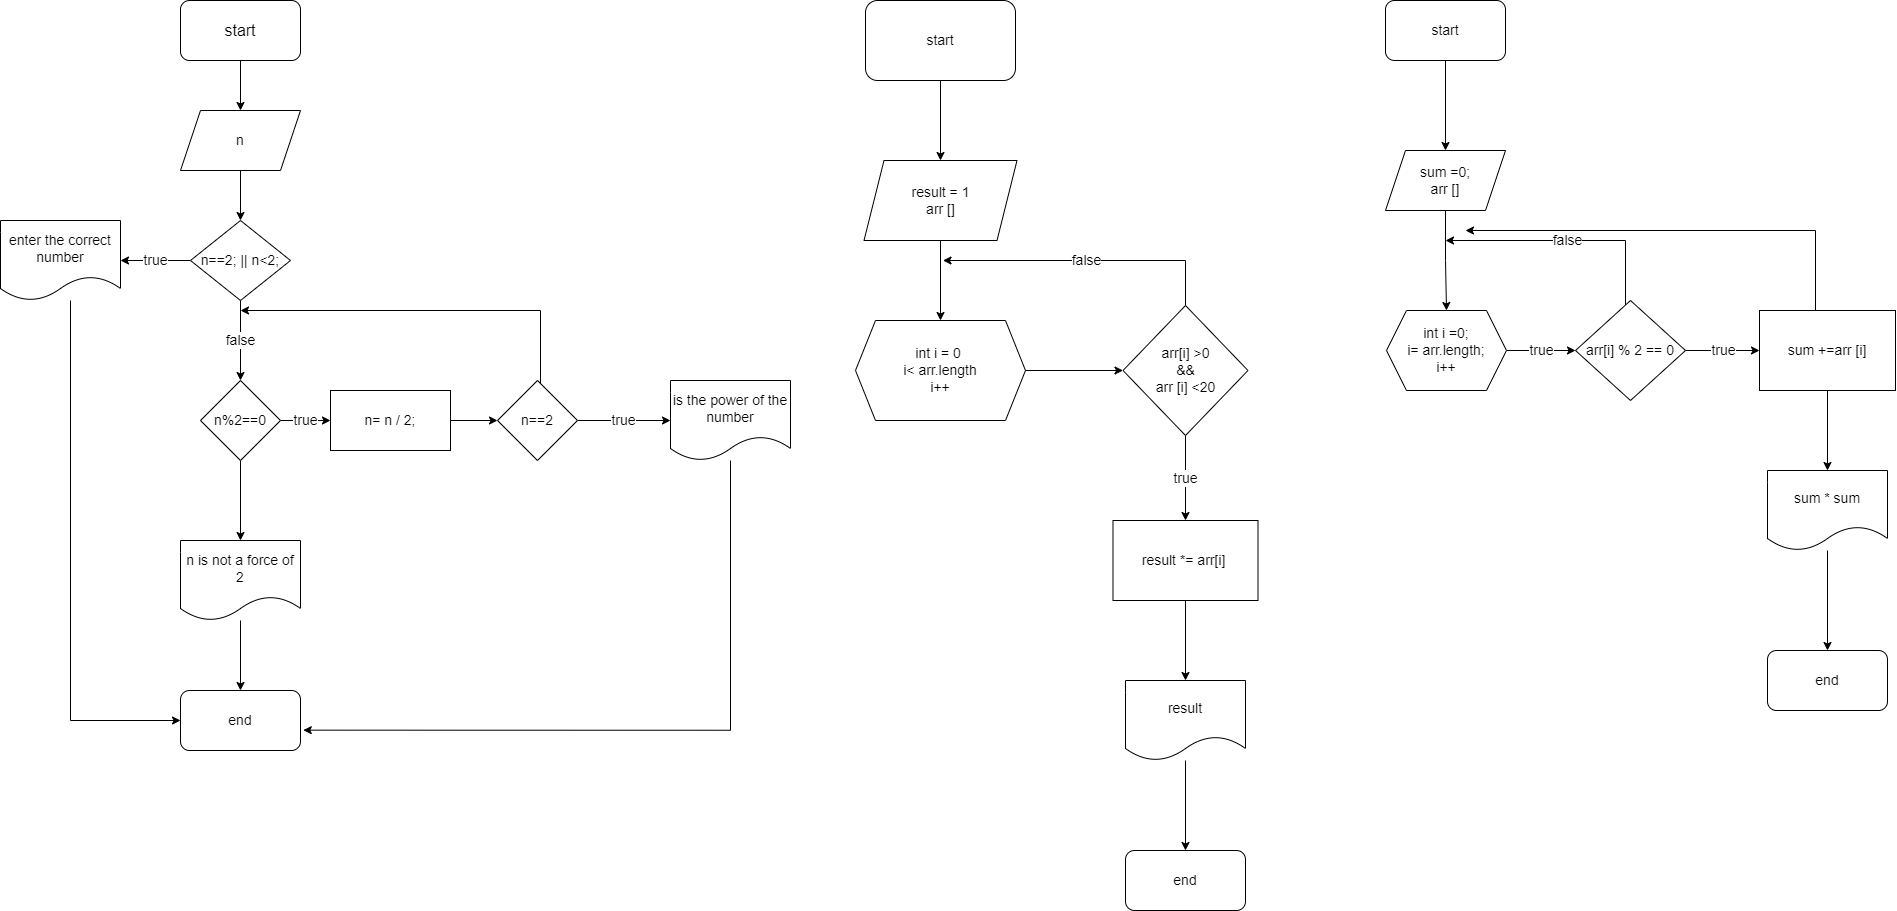 start
n
n==2; || n<2;
true
enter the correct
number
false
n%2==0
true
n= n / 2;
n==2
true
is the power of the
number
n is not a force of
2
end
start
result = 1
arr []
false
int i = 0
i< arr.length
i++
arr[i] >0
&&
arr [i] <20
true
result *= arr[i]
result
end
start
sum =0;
arr []
false
int i =0;
i= arr.length;
i++
true
arr[i] % 2 == 0
true
sum +=arr [i]
sum * sum
end